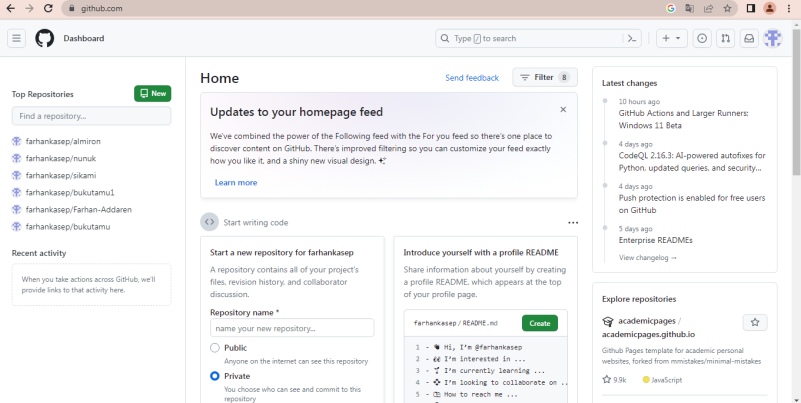 github.com
Dashboard
Type / to search
Top Repositories
New
Find a repository...
farhankasep/almiron
farhankasep/nunuk
farhankasep/sikami
farhankasep/bukutamu1
farhankasep/Farhan-Addaren
farhankasep/bukutamu
Recent activity
When you take actions across GitHub, we'll
provide links to that activity here.
Home
Send feedback
Filter 8
Updates to your homepage feed
We've combined the power of the Following feed with the For you feed so there's one place to
discover content on GitHub. There's improved filtering so you can customize your feed exactly
how you like it, and a shiny new visual design.
Learn more
Start writing code
Start a new repository for farhankasep
A repository contains all of your project's
files, revision history, and collaborator
discussion.
Repository name *
name your new repository...
Public
Anyone on the internet can see this repository
Private
You choose who can see and commit to this
repository
Introduce yourself with a profile README
Share information about yourself by creating
a profile README, which appears at the top
of your profile page.
farhankasep / README.md
Create
1 - 👋 Hi, I'm @farhankasep
2 - 👀 I'm interested in ...
3 - 🌱 I'm currently learning ...
4 - 💞️ I'm looking to collaborate on ...
5 - 📫 How to reach me ...
Latest changes
10 hours ago
GitHub Actions and Larger Runners:
Windows 11 Beta
4 days ago
CodeQL 2.16.3: AI-powered autofixes for
Python, updated queries, and security...
4 days ago
Push protection is enabled for free users
on GitHub
5 days ago
Enterprise READMEs
View changelog →
Explore repositories
academicpages /
academicpages.github.io
Github Pages template for academic personal
websites, forked from mmistakes/minimal-mistakes
9.9k
JavaScript